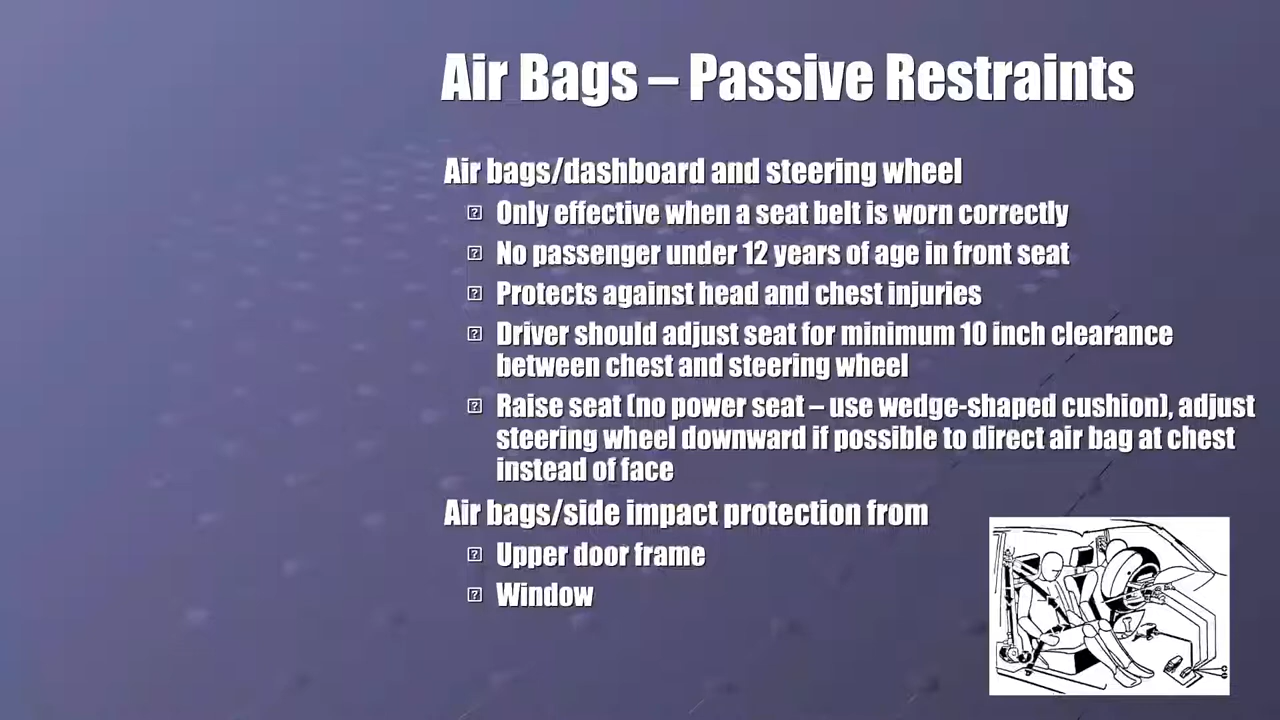 Air Bags – Passive Restraints
Air bags/dashboard and steering wheel
Only effective when a seat belt is worn correctly
No passenger under 12 years of age in front seat
Protects against head and chest injuries
Driver should adjust seat for minimum 10 inch clearance
between chest and steering wheel
Raise seat (no power seat – use wedge-shaped cushion), adjust
steering wheel downward if possible to direct air bag at chest
instead of face
Air bags/side impact protection from
Upper door frame
Window